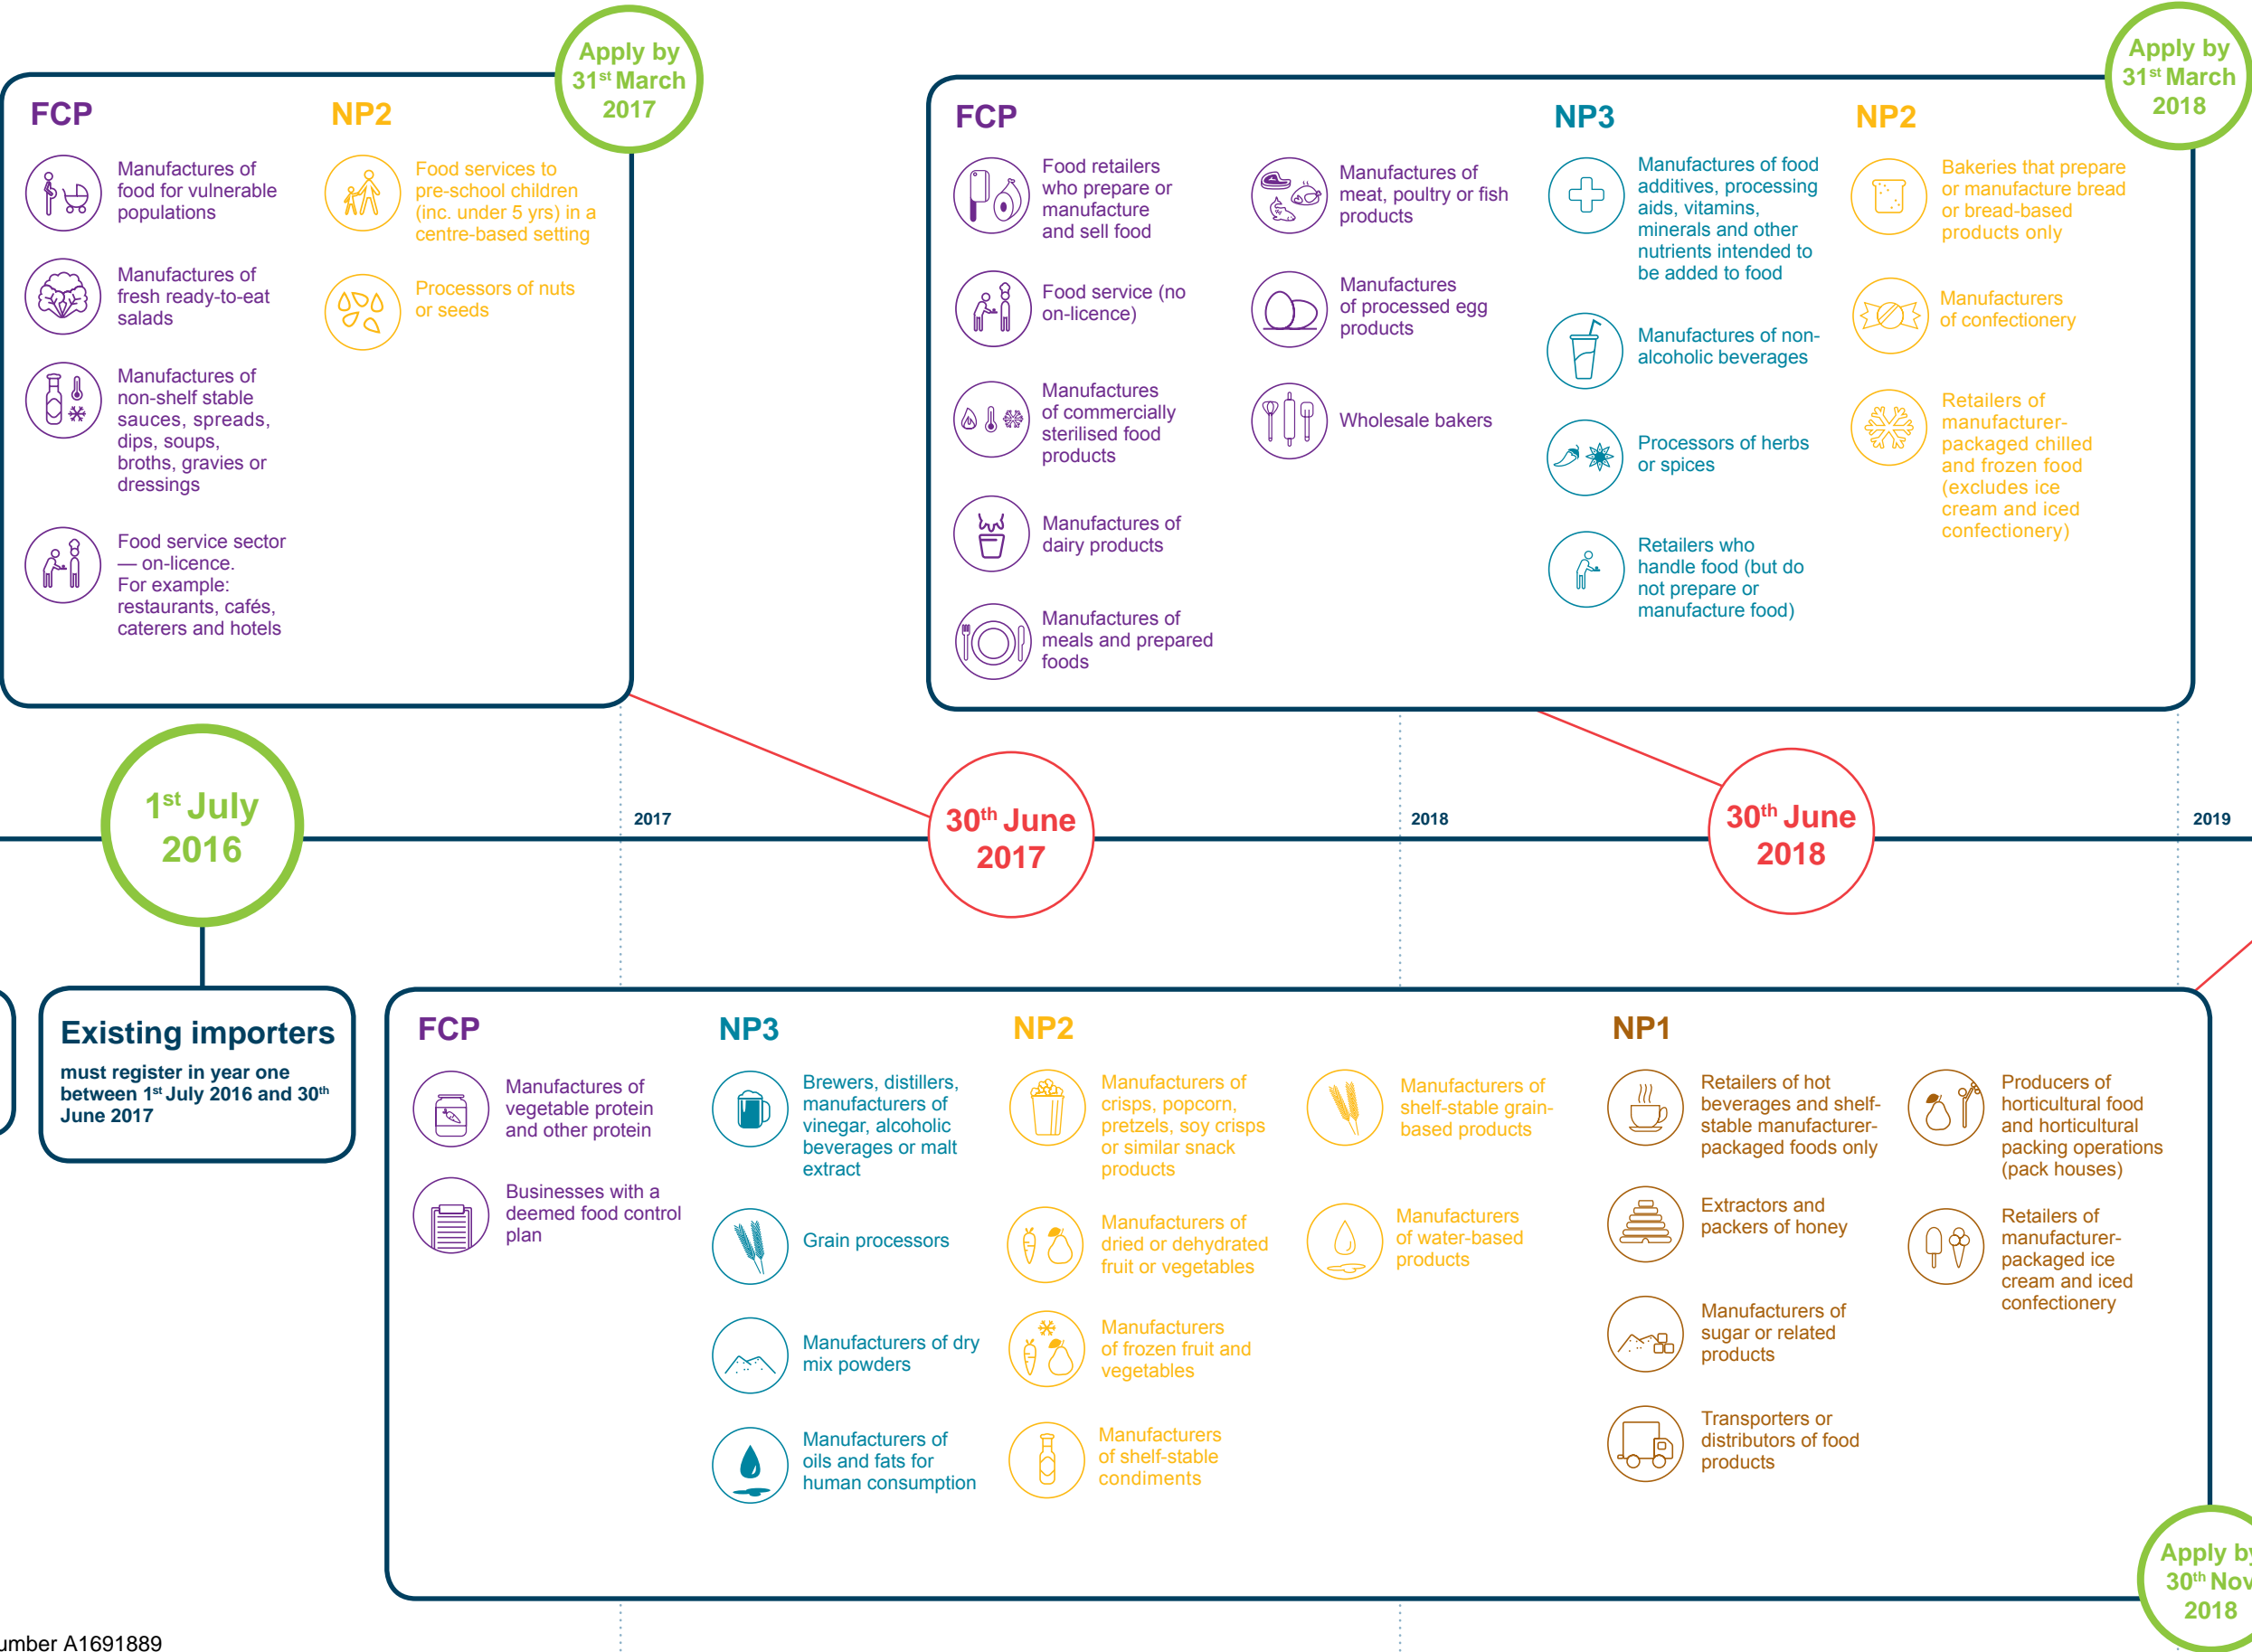 Apply by
31st March
2017
FCP
Manufactures of
food for vulnerable
populations
Manufactures of
fresh ready-to-eat
salads
Manufactures of
non-shelf stable
sauces, spreads,
dips, soups,
broths, gravies or
dressings
Food service sector
— on-licence.
For example:
restaurants, cafés,
caterers and hotels
NP2
Food services to
pre-school children
(inc. under 5 yrs) in a
centre-based setting
Processors of nuts
or seeds
Apply by
31st March
2018
FCP
Food retailers
who prepare or
manufacture
and sell food
Food service (no
on-licence)
Manufactures
of commercially
sterilised food
products
Manufactures of
dairy products
Manufactures of
meals and prepared
foods
Manufactures of
meat, poultry or fish
products
Manufactures
of processed egg
products
Wholesale bakers
NP3
Manufactures of food
additives, processing
aids, vitamins,
minerals and other
nutrients intended to
be added to food
Manufactures of non-
alcoholic beverages
Processors of herbs
or spices
Retailers who
handle food (but do
not prepare or
manufacture food)
NP2
Bakeries that prepare
or manufacture bread
or bread-based
products only
Manufacturers
of confectionery
Retailers of
manufacturer-
packaged chilled
and frozen food
(excludes ice
cream and iced
confectionery)
1st July
2016
2017
30th June
2017
2018
30th June
2018
2019
Existing importers
must register in year one
between 1st July 2016 and 30th
June 2017
FCP
Manufactures of
vegetable protein
and other protein
Businesses with a
deemed food control
plan
NP3
Brewers, distillers,
manufacturers of
vinegar, alcoholic
beverages or malt
extract
Grain processors
Manufacturers of dry
mix powders
Manufacturers of
oils and fats for
human consumption
NP2
Manufacturers of
crisps, popcorn,
pretzels, soy crisps
or similar snack
products
Manufacturers of
dried or dehydrated
fruit or vegetables
Manufacturers
of frozen fruit and
vegetables
Manufacturers
of shelf-stable
condiments
Manufacturers of
shelf-stable grain-
based products
Manufacturers
of water-based
products
NP1
Retailers of hot
beverages and shelf-
stable manufacturer-
packaged foods only
Extractors and
packers of honey
Manufacturers of
sugar or related
products
Transporters or
distributors of food
products
Producers of
horticultural food
and horticultural
packing operations
(pack houses)
Retailers of
manufacturer-
packaged ice
cream and iced
confectionery
Apply by
30th Nov
2018
umber A1691889